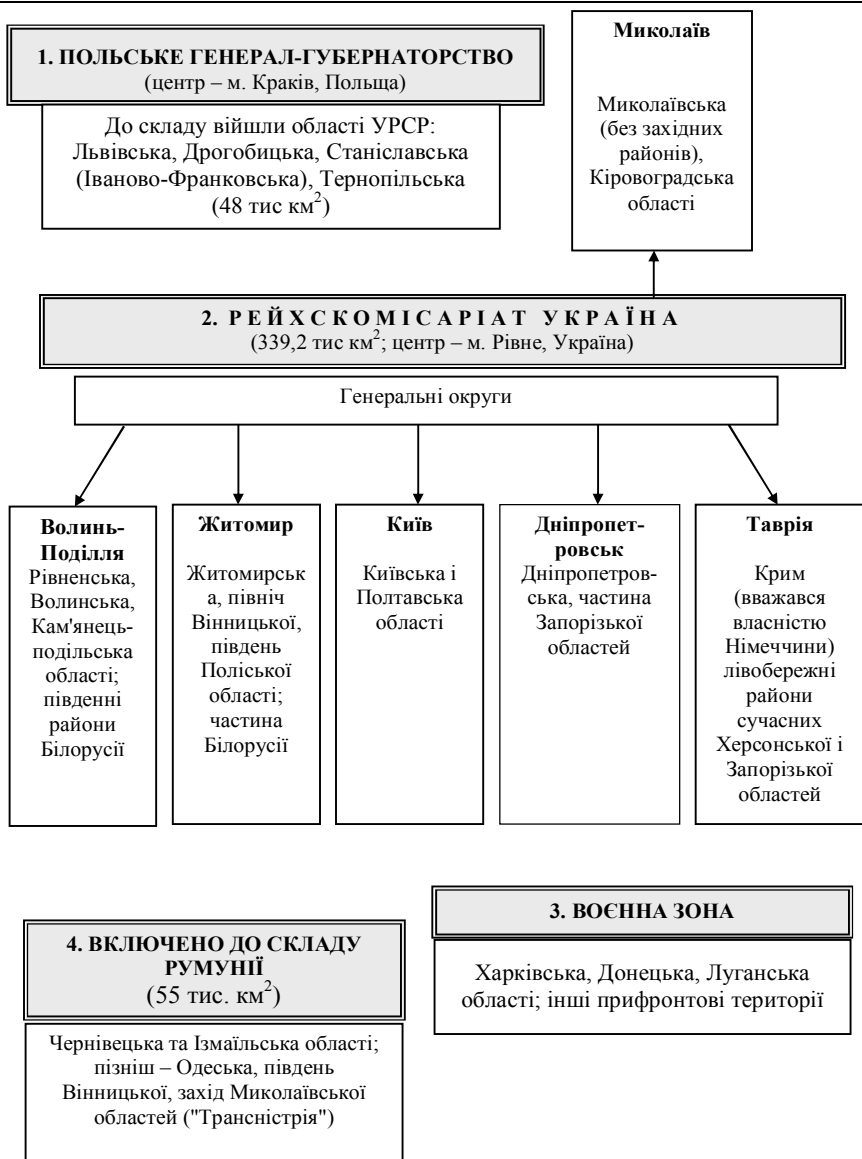 1. ПОЛЬСЬКЕ ГЕНЕРАЛ-ГУБЕРНАТОРСТВО
(центр – м. Краків, Польща)
До складу війшли області УРСР:
Львівська, Дрогобицька, Станіславська
(Іваново-Франковська), Тернопільська
(48 тис км²)
Миколаїв
Миколаївська
(без західних
районів),
Кіровоградська
області
2. РЕЙХСКОМІСАРІАТ УКРАЇНА
(339,2 тис км²; центр – м. Рівне, Україна)
Генеральні округи
Волинь-
Поділля
Рівненська,
Волинська,
Кам'янець-
подільська
області;
південні
райони
Білорусії
Житомир
Житомирськ
а, північ
Вінницької,
південь
Поліської
області;
частина
Білорусії
Київ
Київська і
Полтавська
області
Дніпропет-
ровськ
Дніпропетров-
ська, частина
Запорізької
областей
Таврія
Крим
(вважався
власністю
Німеччини)
лівобережні
райони
сучасних
Херсонської і
Запорізької
областей
4. ВКЛЮЧЕНО ДО СКЛАДУ
РУМУНІЇ
(55 тис. км²)
Чернівецька та Ізмаїльська області;
пізніш – Одеська, південь
Вінницької, захід Миколаївської
областей ("Трансністрія")
3. ВОЄННА ЗОНА
Харківська, Донецька, Луганська
області; інші прифронтові території